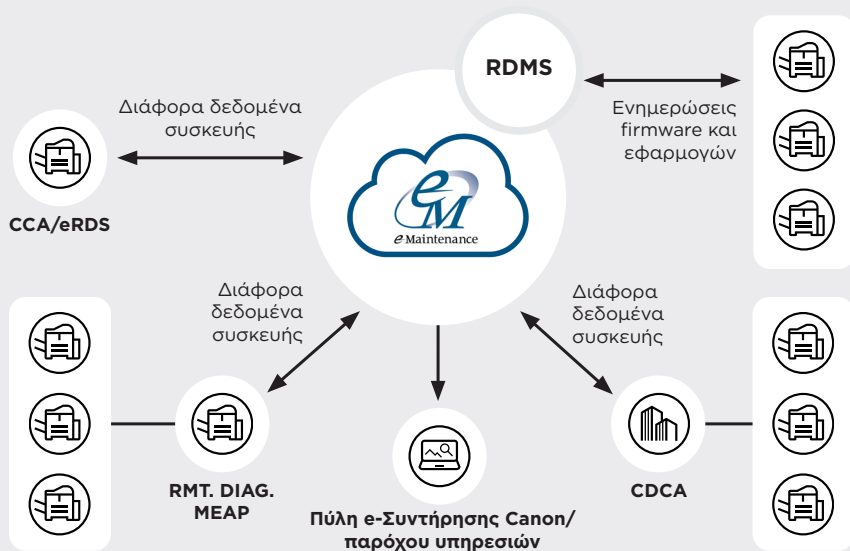 RDMS
Διάφορα δεδομένα
συσκευής
Ενημερώσεις
firmware και
εφαρμογών
CCA/eRDS
eM
e-Maintenance
Διάφορα
δεδομένα
συσκευής
Διάφορα
δεδομένα
συσκευής
RMT. DIAG.
MEAP
CDCA
Πύλη e-Συντήρησης Canon/
παρόχου υπηρεσιών